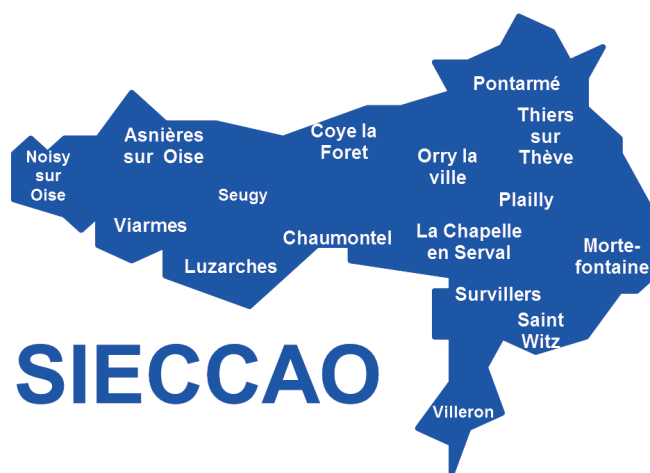 Pontarmé
Thiers
sur
Thève
Asnières
sur Oise
Coye la
Foret
Noisy
sur
Oise
Orry la
ville
Seugy
Plailly
Viarmes
Chaumontel
La Chapelle
en Serval
Morte-
fontaine
Luzarches
Survillers
Saint
Witz
SIECCAO
Villeron